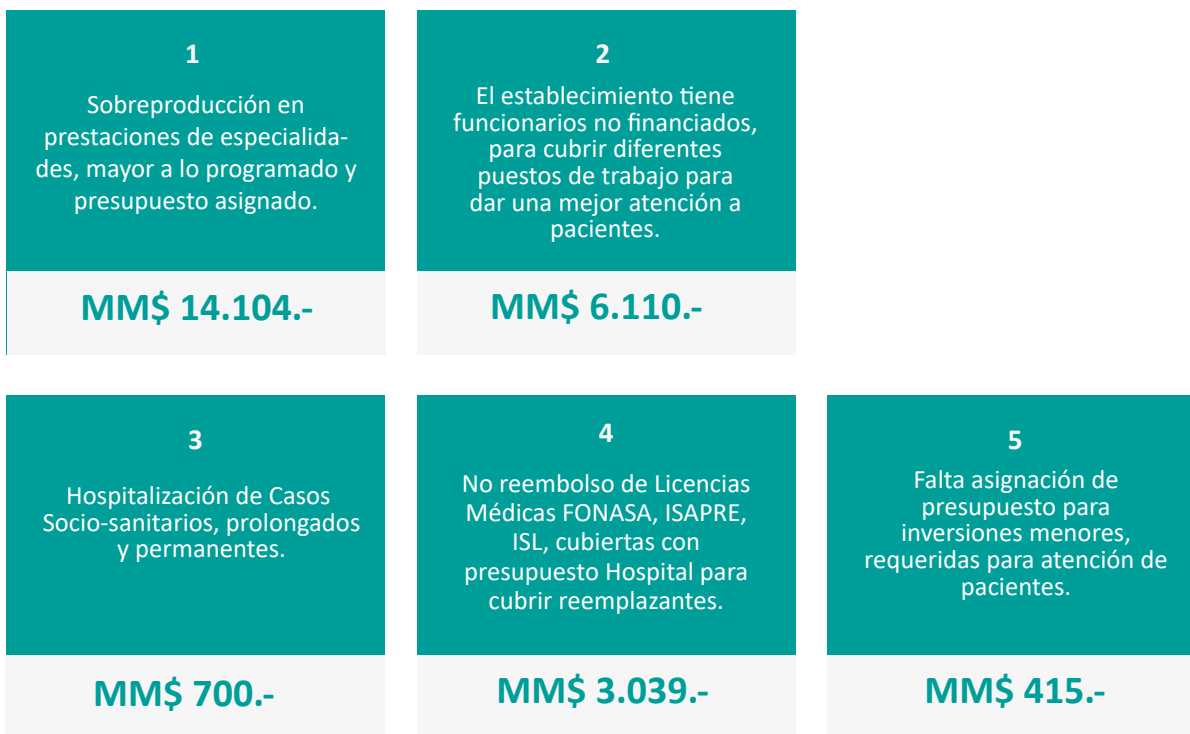 1
Sobreproducción en
prestaciones de especialida-
des, mayor a lo programado y
presupuesto asignado.
MM$ 14.104.-
2
El establecimiento tiene
funcionarios no financiados,
para cubrir diferentes
puestos de trabajo para
dar una mejor atención a
pacientes.
MM$ 6.110.-
3
Hospitalización de Casos
Socio-sanitarios, prolongados
y permanentes.
MM$ 700.-
4
No reembolso de Licencias
Médicas FONASA, ISAPRE,
ISL, cubiertas con
presupuesto Hospital para
cubrir reemplazantes.
MM$ 3.039.-
5
Falta asignación de
presupuesto para
inversiones menores,
requeridas para atención de
pacientes.
MM$ 415.-